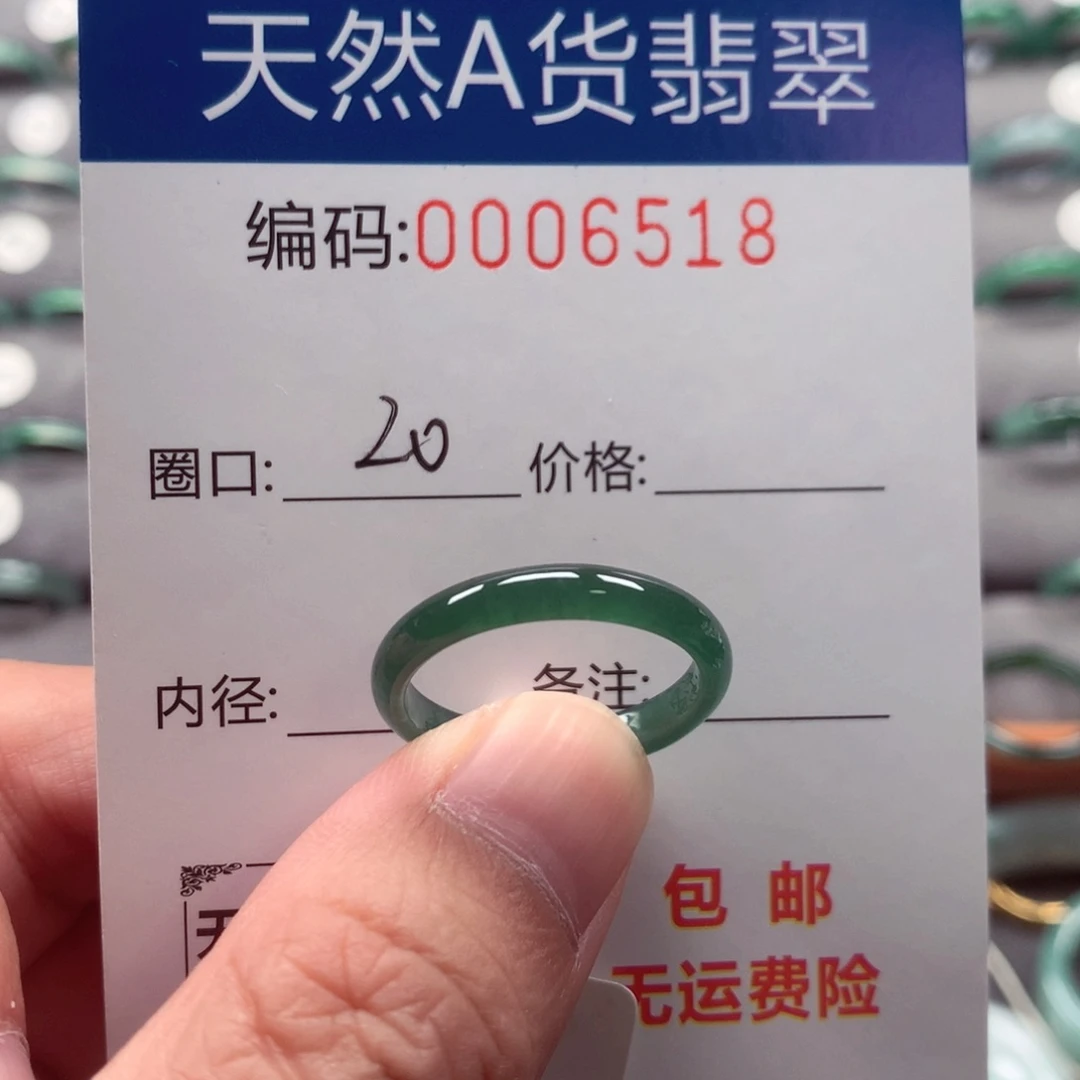 天然A货翡翠
编码:0006518
圈口: 20 价格:
内径: 备注:
包 邮
无运费险